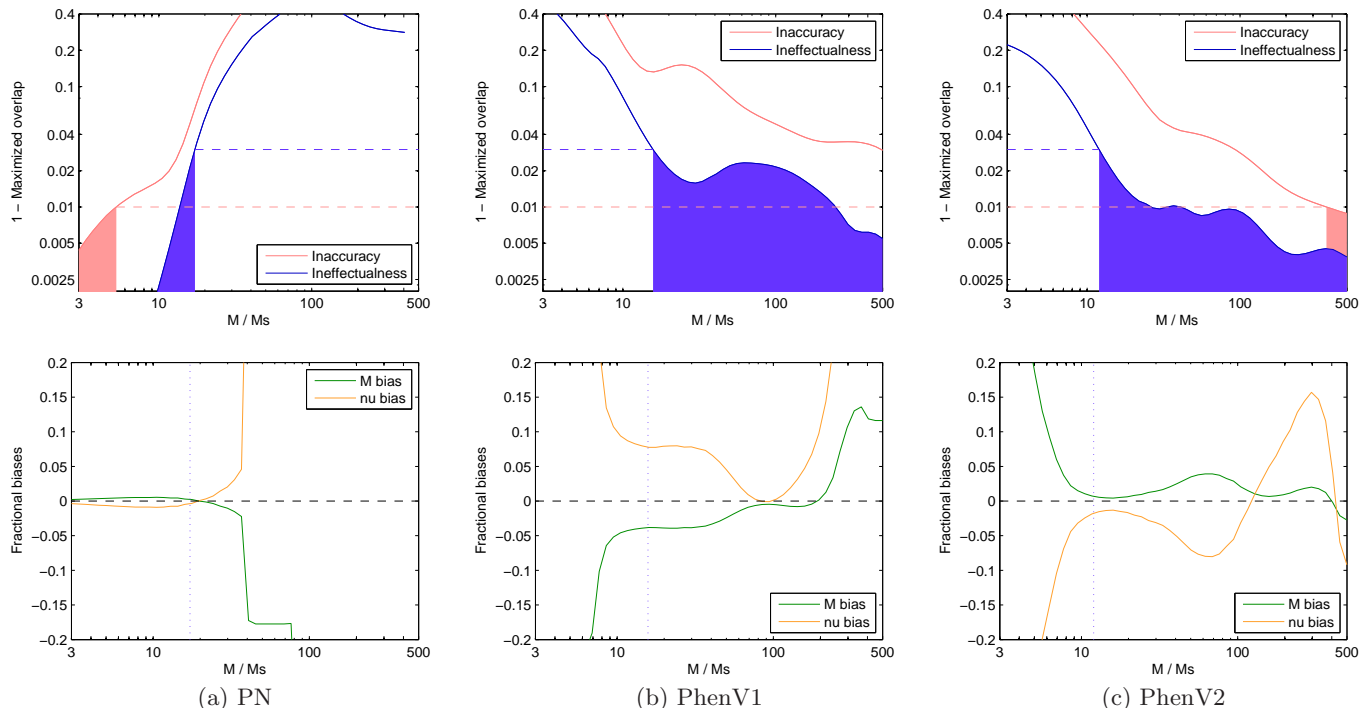 1 − Maximized overlap
0.4
0.2
0.1
0.04
0.02
0.01
0.005
0.0025
Inaccuracy
Ineffectualness
3
10
100
500
M / Ms
1 − Maximized overlap
0.4
0.2
0.1
0.04
0.02
0.01
0.005
0.0025
Inaccuracy
Ineffectualness
3
10
100
500
M / Ms
1 − Maximized overlap
0.4
0.2
0.1
0.04
0.02
0.01
0.005
0.0025
Inaccuracy
Ineffectualness
3
10
100
500
M / Ms
Fractional biases
0.2
0.15
0.1
0.05
0
−0.05
−0.1
−0.15
−0.2
M bias
nu bias
3
10
100
500
M / Ms
(a) PN
Fractional biases
0.2
0.15
0.1
0.05
0
−0.05
−0.1
−0.15
−0.2
M bias
nu bias
3
10
100
500
M / Ms
(b) PhenV1
Fractional biases
0.2
0.15
0.1
0.05
0
−0.05
−0.1
−0.15
−0.2
M bias
nu bias
3
10
100
500
M / Ms
(c) PhenV2